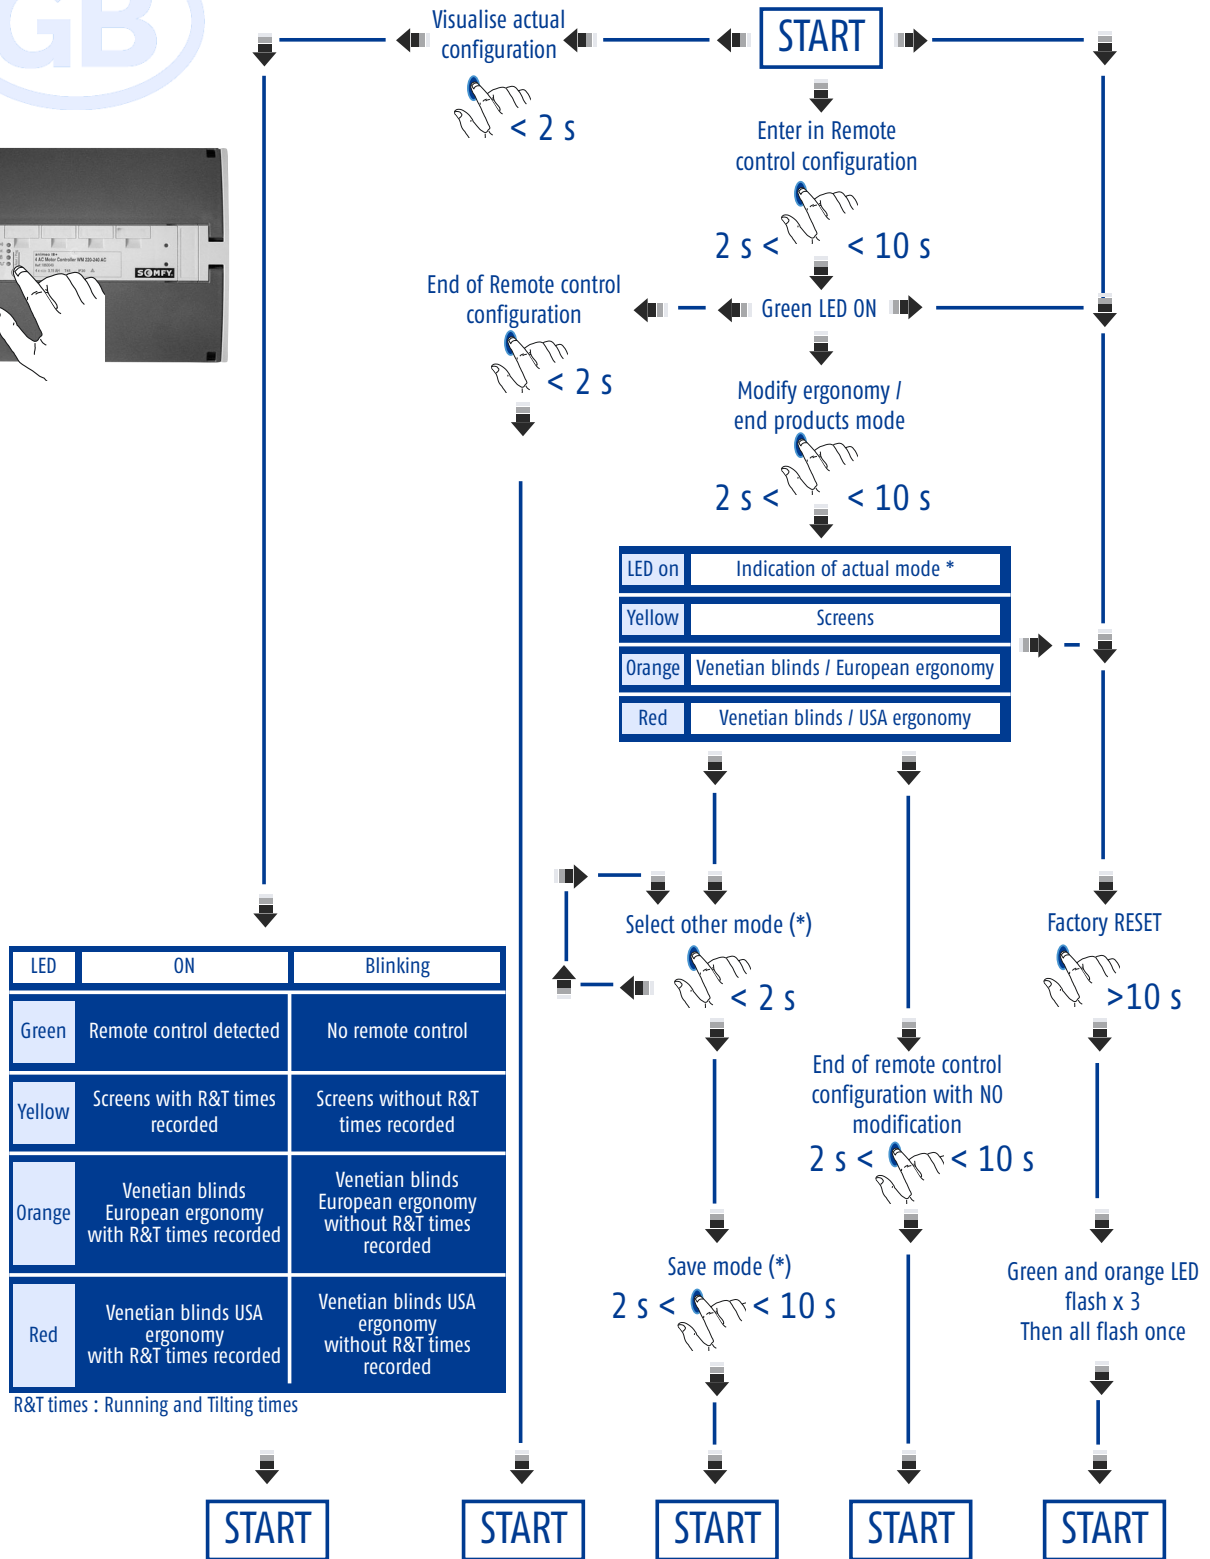 GB
Visualise actual
configuration
< 2 s
START
Enter in Remote
control configuration
2 s < < 10 s
SOMFY
End of Remote control
configuration
< 2 s
Green LED ON
Modify ergonomy /
end products mode
2 s < < 10 s
LED on Indication of actual mode *
Yellow Screens
Orange Venetian blinds / European ergonomy
Red Venetian blinds / USA ergonomy
Select other mode (*)
< 2 s
Factory RESET
>10 s
End of remote control
configuration with NO
modification
2 s < < 10 s
Save mode (*)
2 s < < 10 s
Green and orange LED
flash x 3
Then all flash once
LED ON Blinking
Green Remote control detected No remote control
Yellow
Screens with R&T times
recorded
Screens without R&T
times recorded
Orange
Venetian blinds
European ergonomy
with R&T times recorded
Venetian blinds
European ergonomy
without R&T times
recorded
Red
Venetian blinds USA
ergonomy
with R&T times recorded
Venetian blinds USA
ergonomy
without R&T times
recorded
R&T times : Running and Tilting times
START START START START START